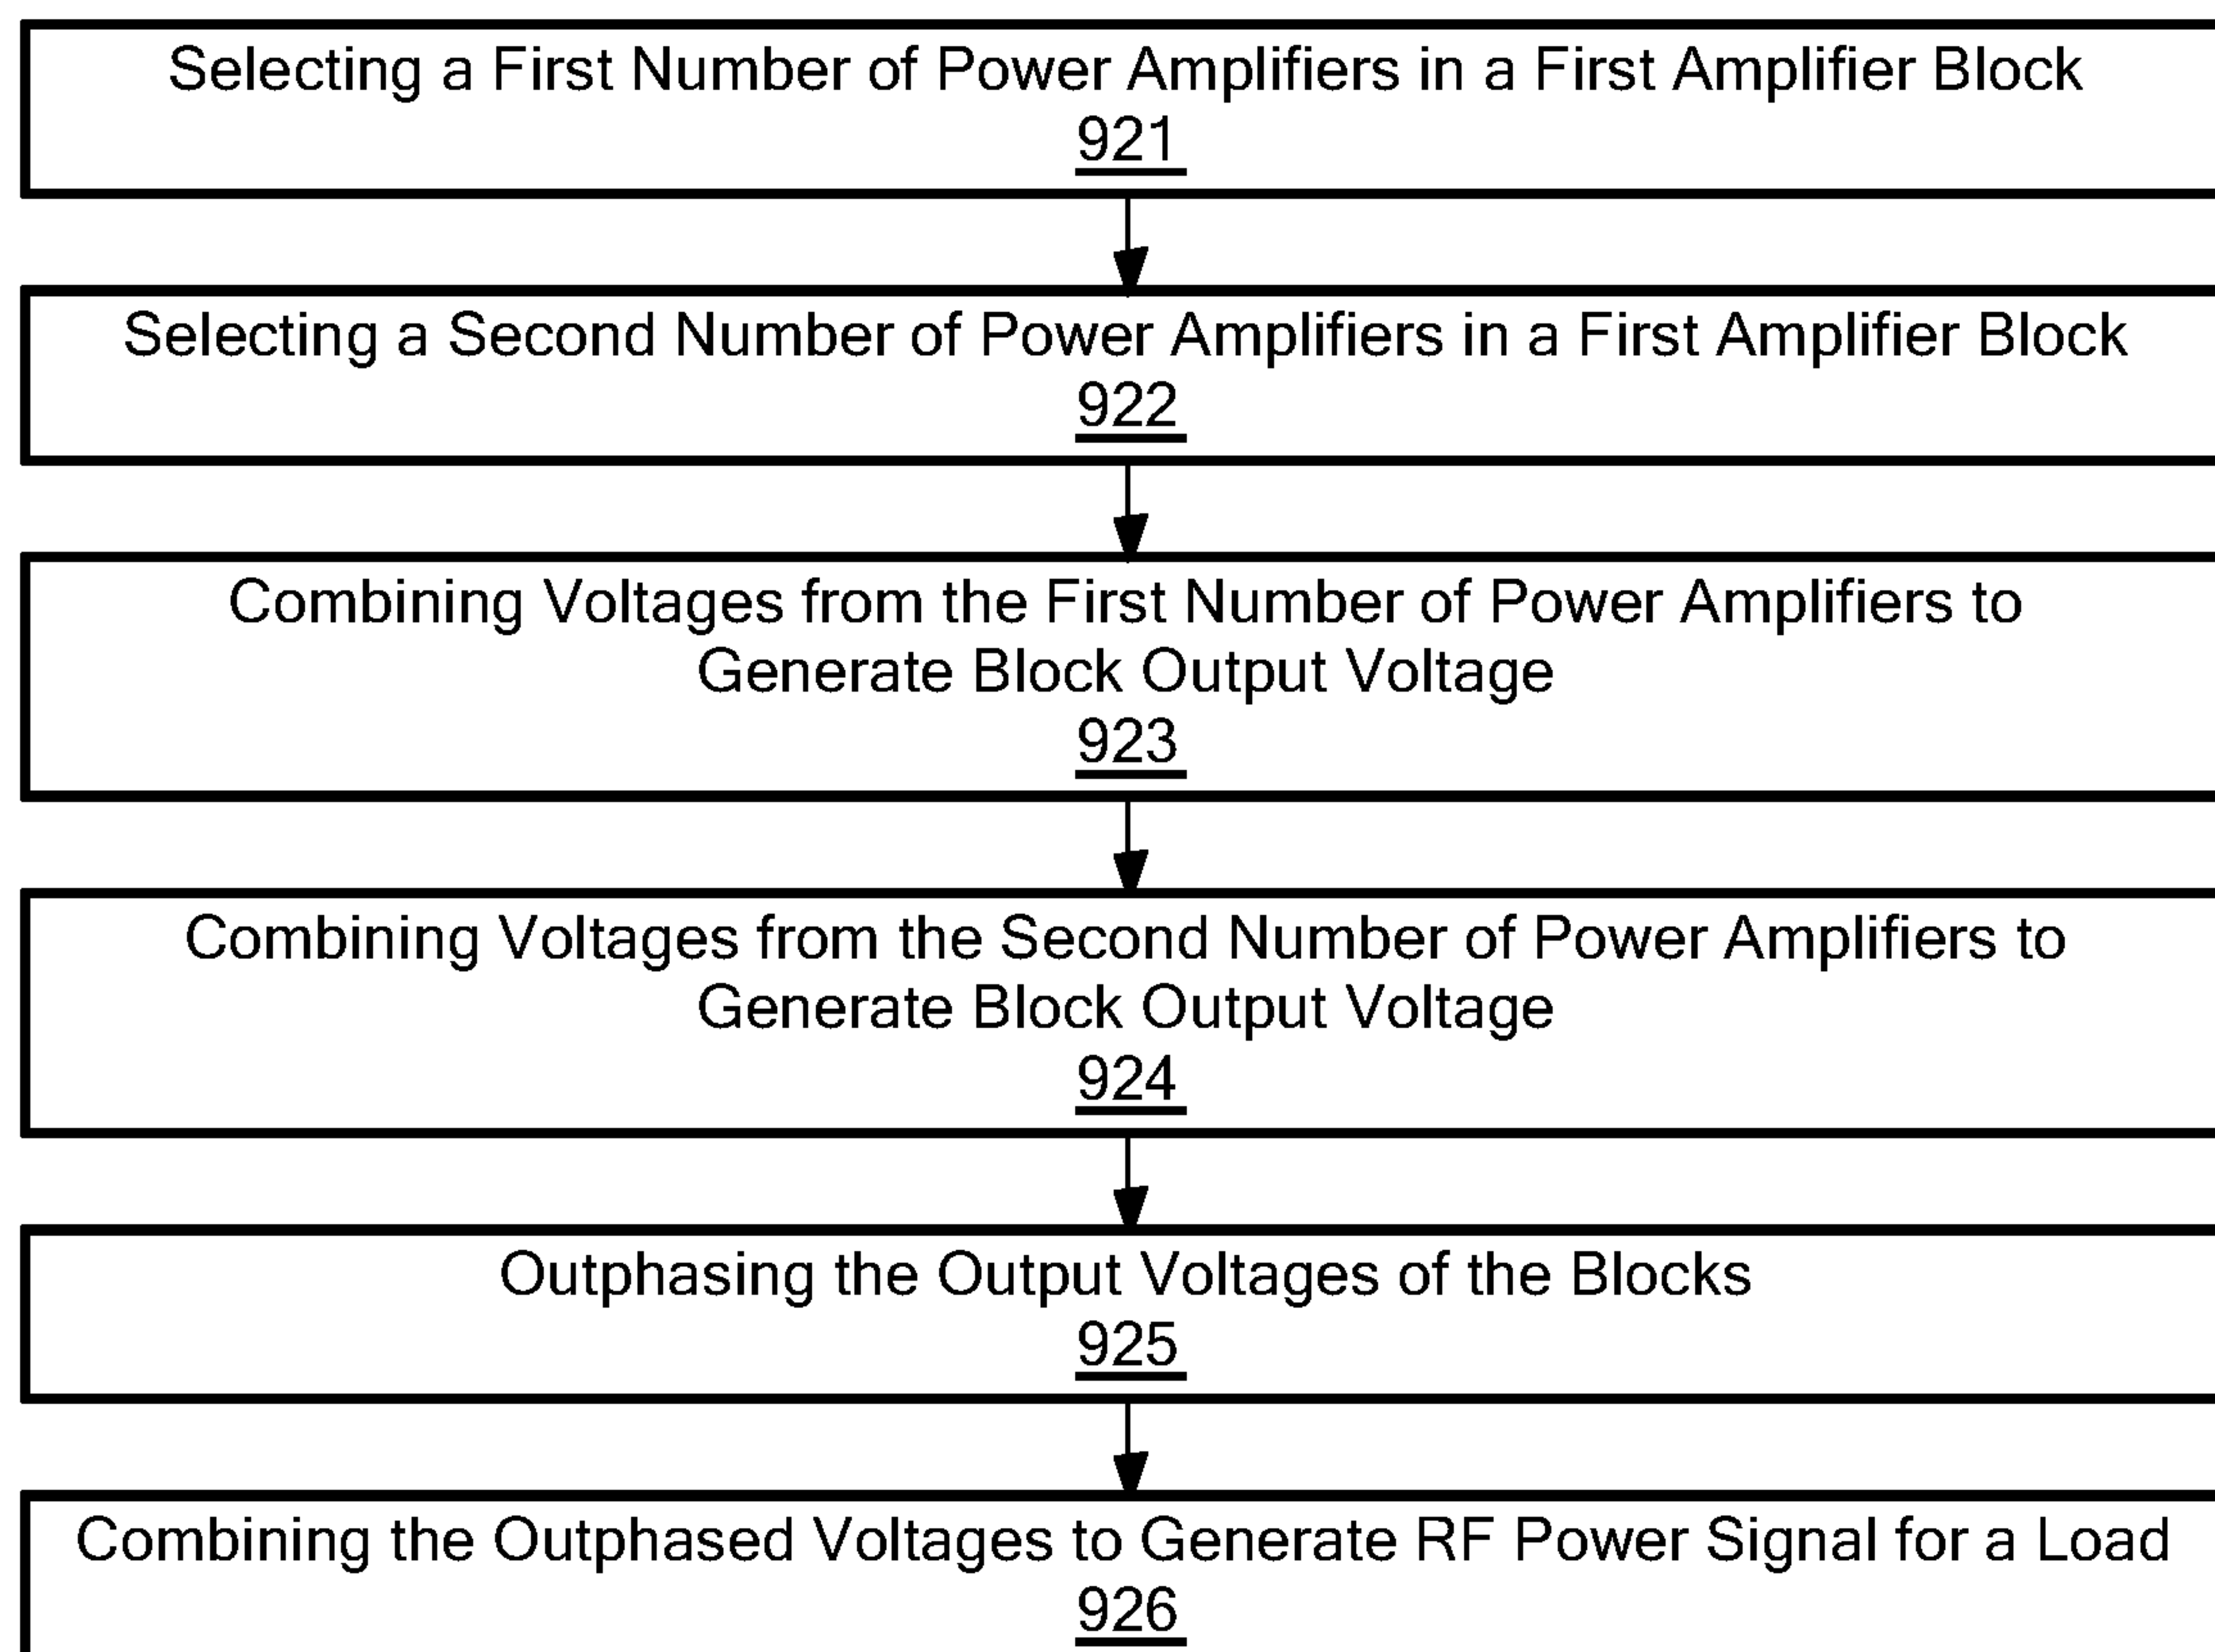 Selecting a First Number of Power Amplifiers in a First Amplifier Block
921
Selecting a Second Number of Power Amplifiers in a First Amplifier Block
922
Combining Voltages from the First Number of Power Amplifiers to
Generate Block Output Voltage
923
Combining Voltages from the Second Number of Power Amplifiers to
Generate Block Output Voltage
924
Outphasing the Output Voltages of the Blocks
925
Combining the Outphased Voltages to Generate RF Power Signal for a Load
926